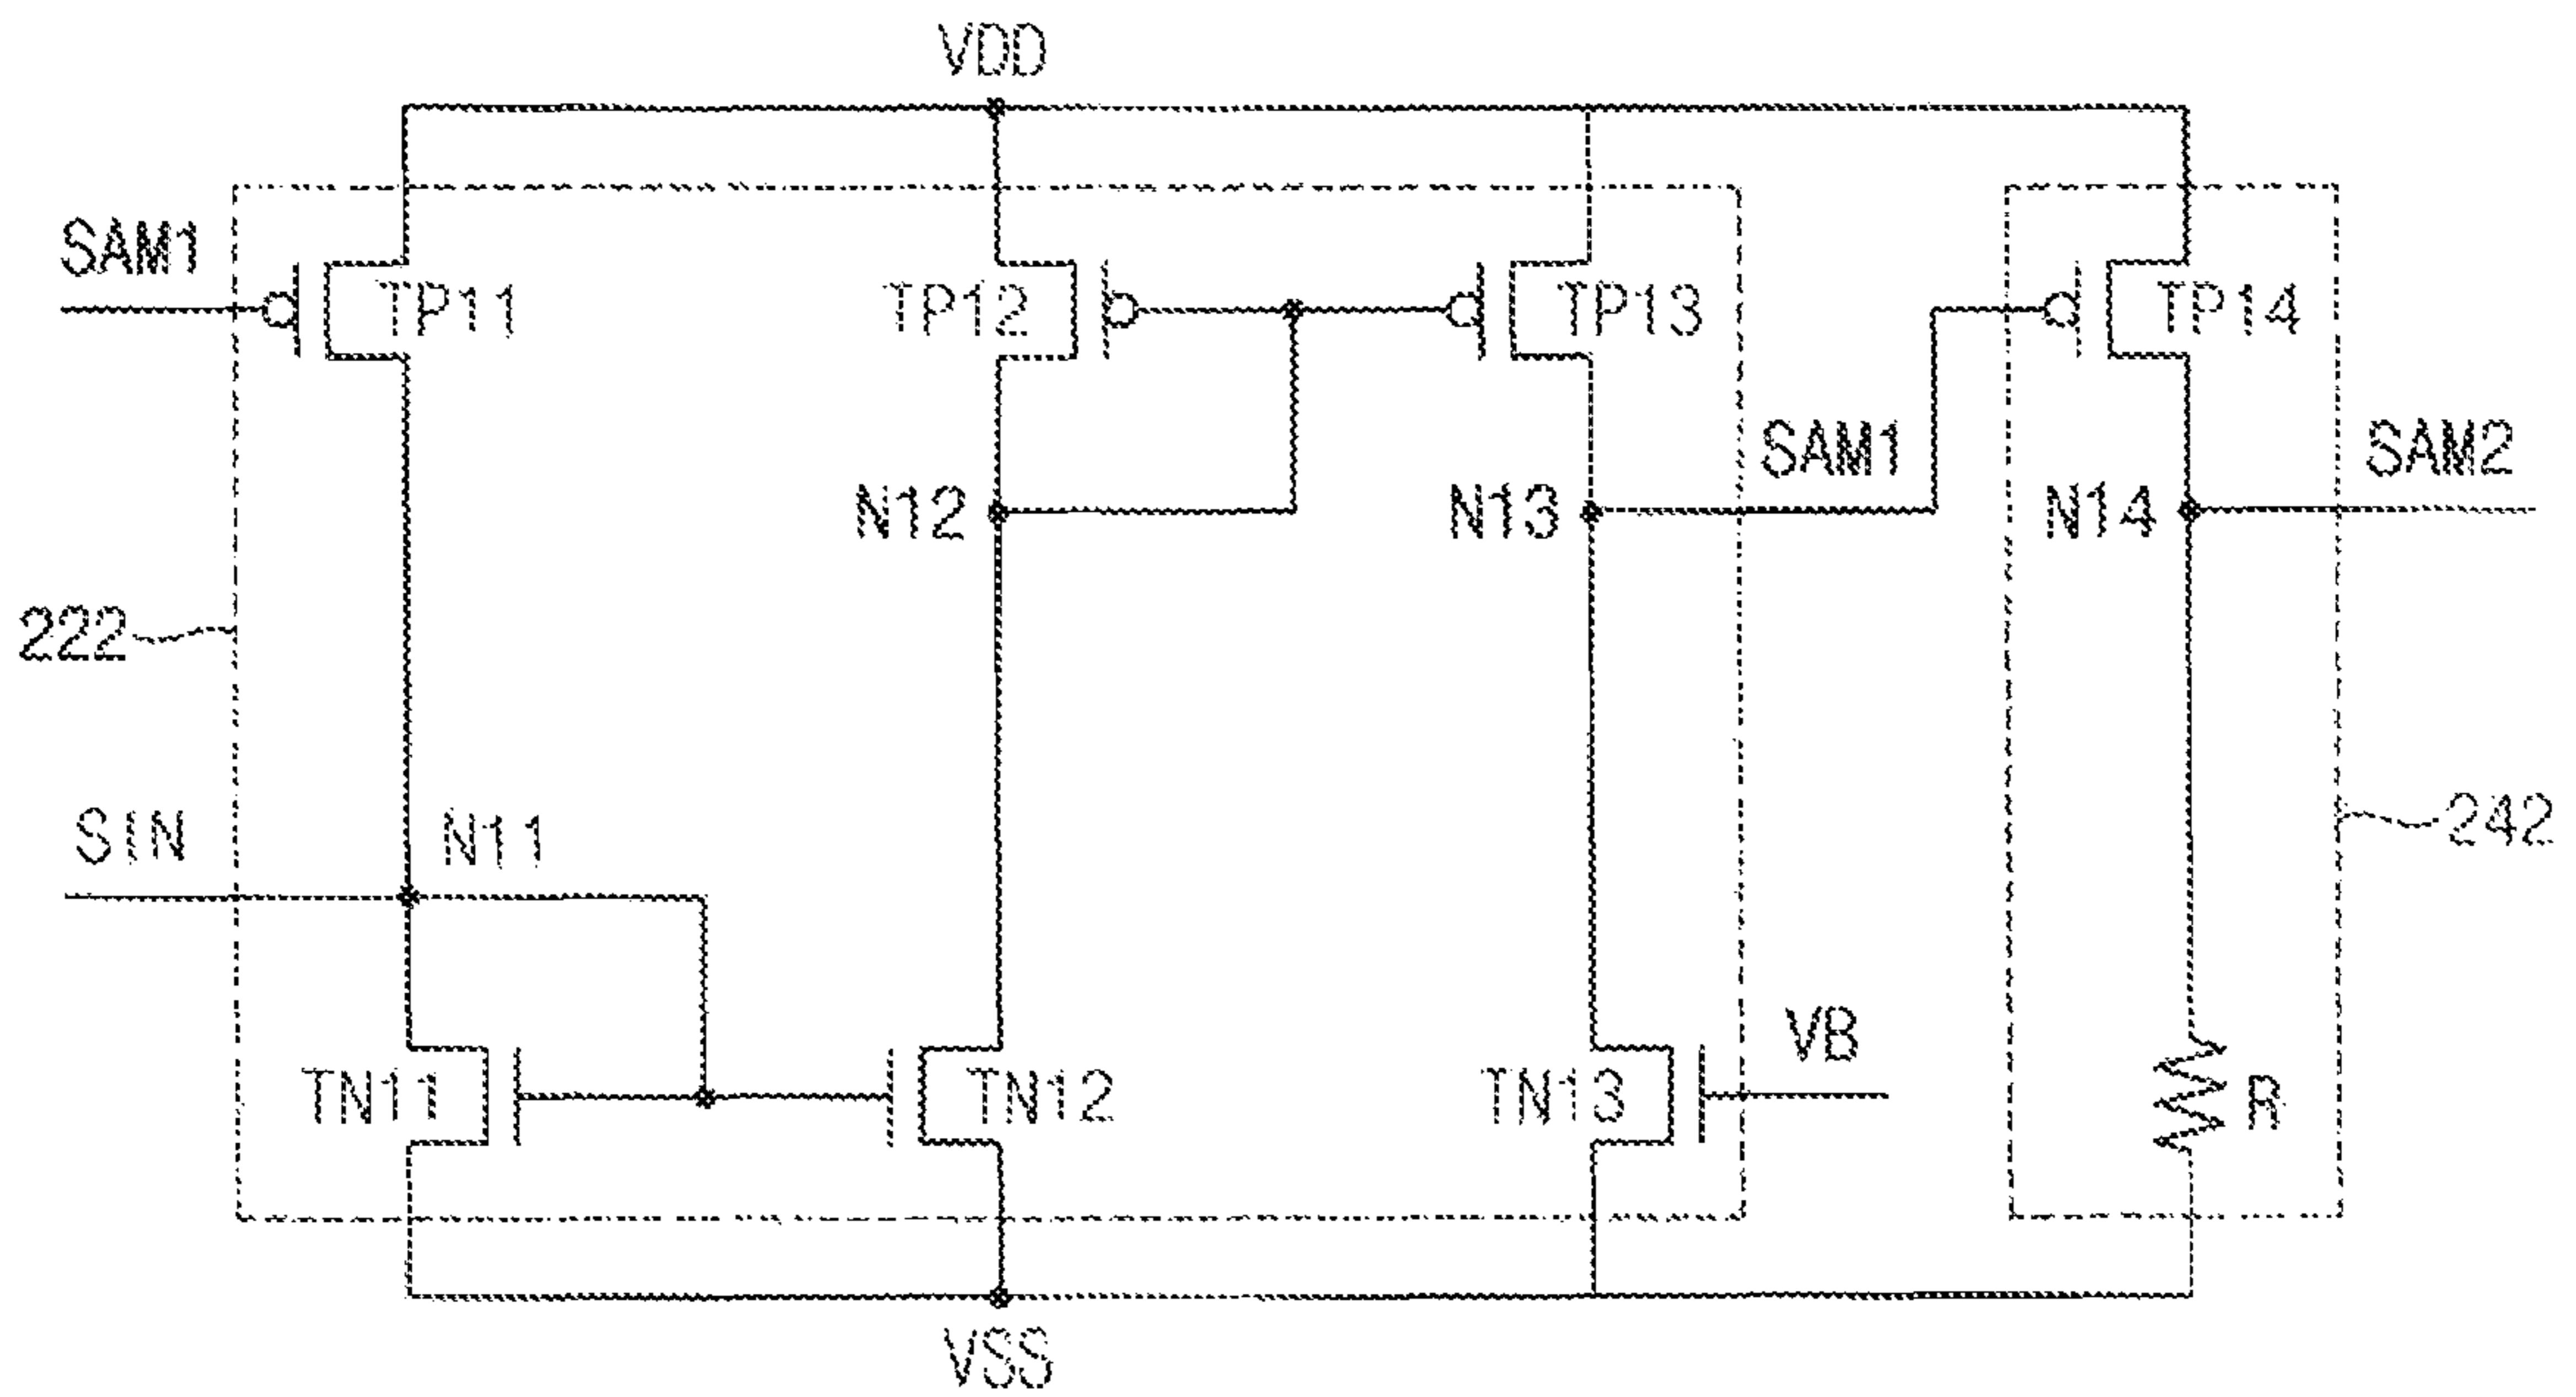 VDD
SAM1
TP11
TP12
TP13
TP14
N12
N13
SAM1
N14
SAM2
222
SIN
N11
242
TN11
TN12
TN13
VB
R
VSS